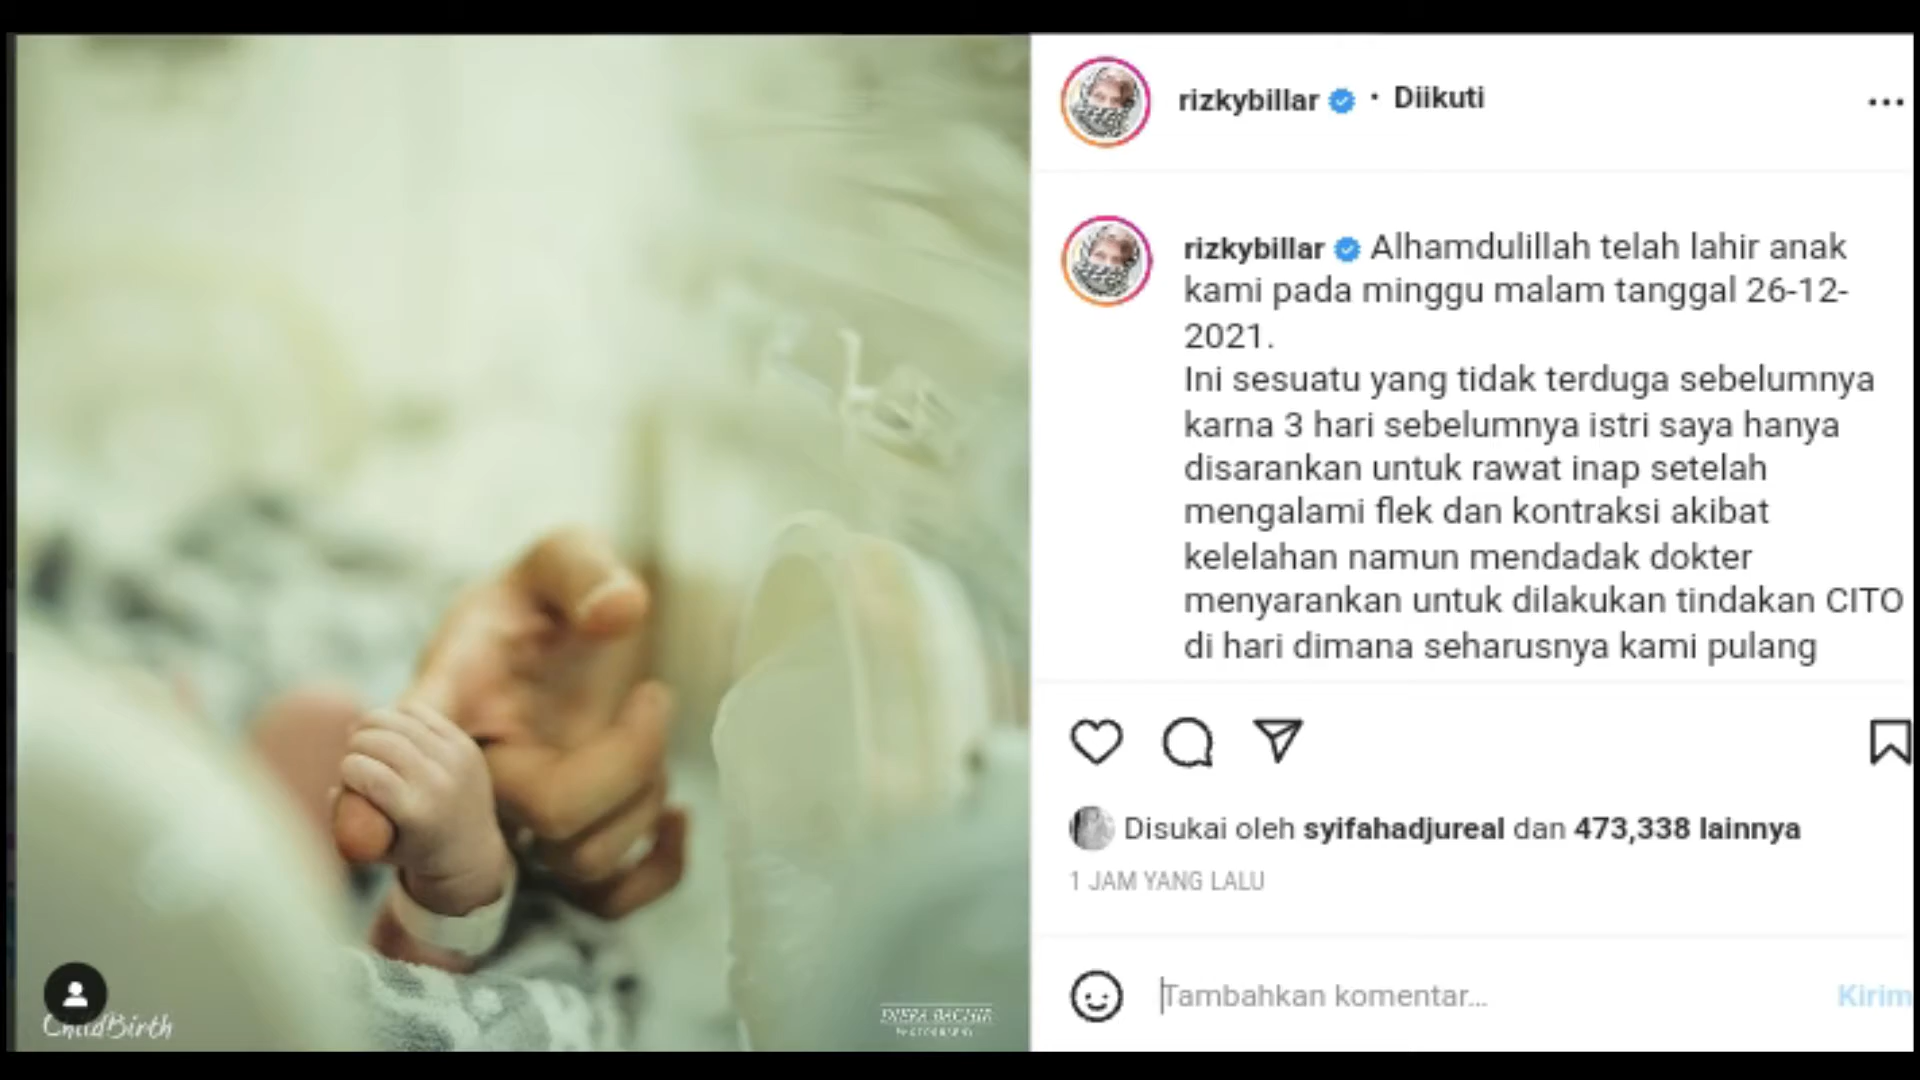 rizkybillar • Diikuti
rizkybillar Alhamdulillah telah lahir anak
kami pada minggu malam tanggal 26-12-
2021.
Ini sesuatu yang tidak terduga sebelumnya
karna 3 hari sebelumnya istri saya hanya
disarankan untuk rawat inap setelah
mengalami flek dan kontraksi akibat
kelelahan namun mendadak dokter
menyarankan untuk dilakukan tindakan CITO
di hari dimana seharusnya kami pulang
Disukai oleh syifahadjureal dan 473,338 lainnya
1 JAM YANG LALU
Tambahkan komentar...
Kirim
ChildBirth
PHOTOGRAPHY